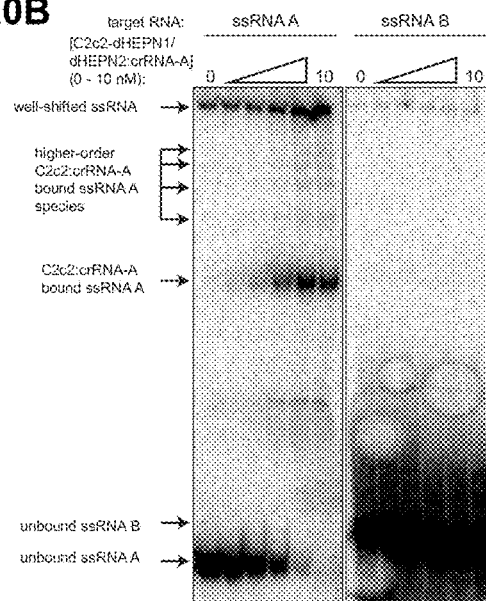 0B
target RNA: ssRNA A ssRNA B
[C2c2-dHEPN1/
dHEPN2:crRNA-A]
(0 - 10 nM): 0 10 0 10
well-shifted ssRNA
higher-order
C2c2:crRNA-A
bound ssRNA A
species
C2c2:crRNA-A
bound ssRNA A
unbound ssRNA B
unbound ssRNA A